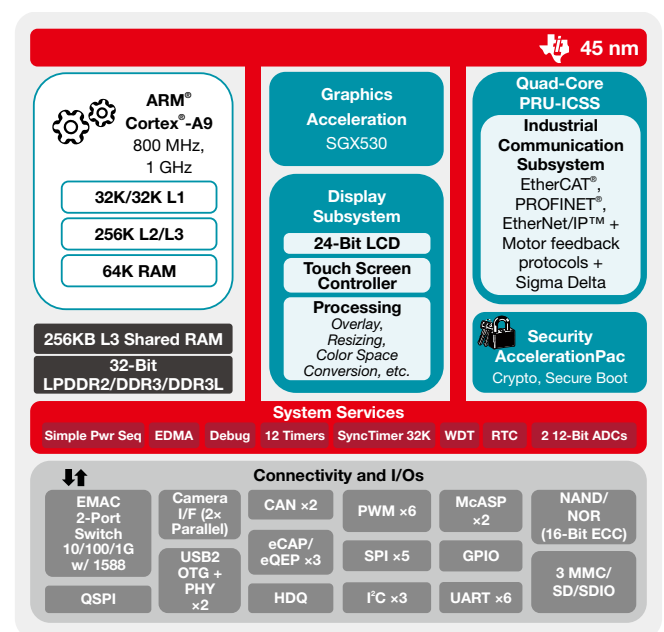 45 nm
ARM®
Cortex®-A9
800 MHz,
1 GHz
32K/32K L1
256K L2/L3
64K RAM
256KB L3 Shared RAM
32-Bit
LPDDR2/DDR3/DDR3L
Graphics
Acceleration
SGX530
Display
Subsystem
24-Bit LCD
Touch Screen
Controller
Processing
Overlay,
Resizing,
Color Space
Conversion, etc.
Quad-Core
PRU-ICSS
Industrial
Communication
Subsystem
EtherCAT®,
PROFINET®,
EtherNet/IP™ +
Motor feedback
protocols +
Sigma Delta
Security
AccelerationPac
Crypto, Secure Boot
System Services
Simple Pwr Seq
EDMA
Debug
12 Timers
SyncTimer 32K
WDT
RTC
2 12-Bit ADCs
Connectivity and I/Os
EMAC
2-Port
Switch
10/100/1G
w/ 1588
QSPI
Camera
I/F (2×
Parallel)
USB2
OTG +
PHY
×2
CAN ×2
eCAP/
eQEP ×3
HDQ
PWM ×6
SPI ×5
I²C ×3
McASP
×2
GPIO
UART ×6
NAND/
NOR
(16-Bit ECC)
3 MMC/
SD/SDIO